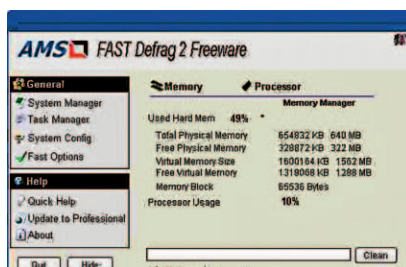 AMS FAST Defrag 2 Freeware
General
System Manager
Task Manager
System Config
Fast Options
Help
Quick Help
Update to Professional
About
Quit Hide
Memory Processor
Memory Manager
Used Hard Mem 49%
Total Physical Memory 654832 KB 640 MB
Free Physical Memory 328872 KB 322 MB
Virtual Memory Size 1600164 KB 1562 MB
Free Virtual Memory 1319068 KB 1288 MB
Memory Block 65536 Bytes
Processor Usage 10%
Clean